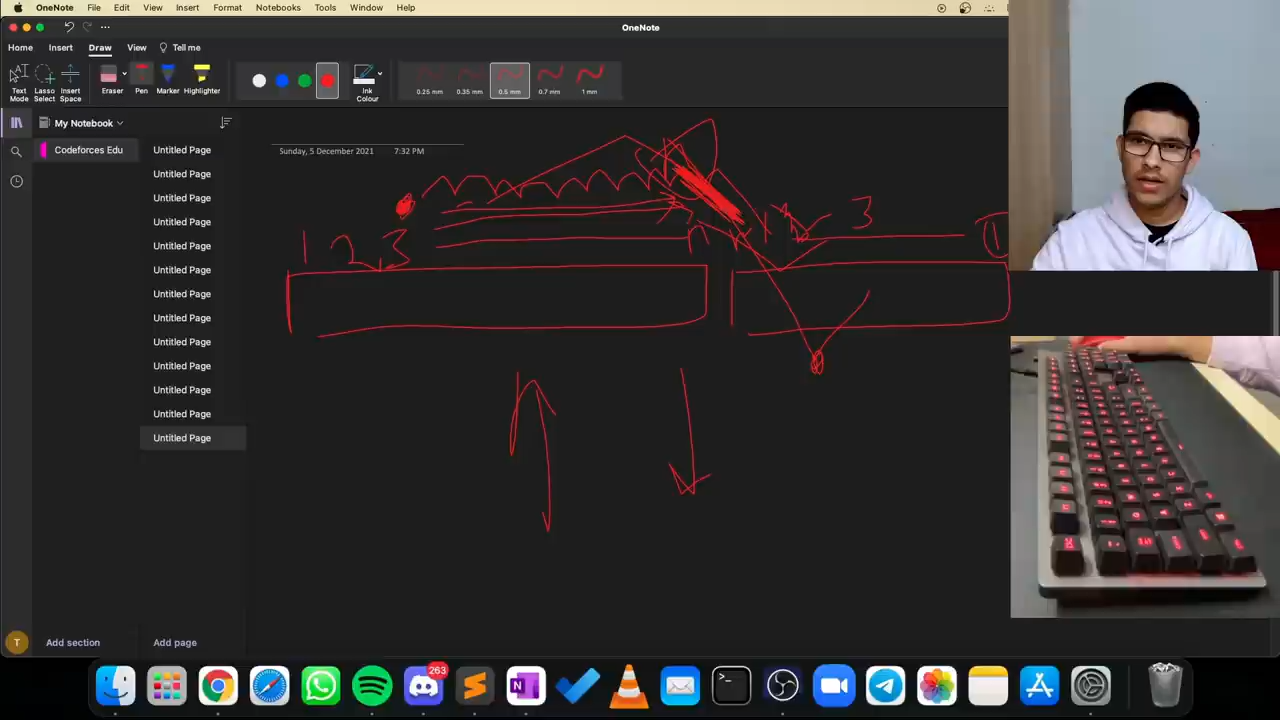 OneNote File Edit View Insert Format Notebooks Tools Window Help
OneNote
Home Insert Draw View Tell me
Text Mode
Lasso Select
Insert Space
Eraser
Pen
Marker
Highlighter
Ink Colour
0.25 mm
0.35 mm
0.5 mm
0.7 mm
1 mm
My Notebook
Codeforces Edu
Untitled Page
Untitled Page
Untitled Page
Untitled Page
Untitled Page
Untitled Page
Untitled Page
Untitled Page
Untitled Page
Untitled Page
Untitled Page
Untitled Page
Untitled Page
Sunday, 5 December 2021 7:32 PM
1 2,3 n
3
T
Add section
Add page
263